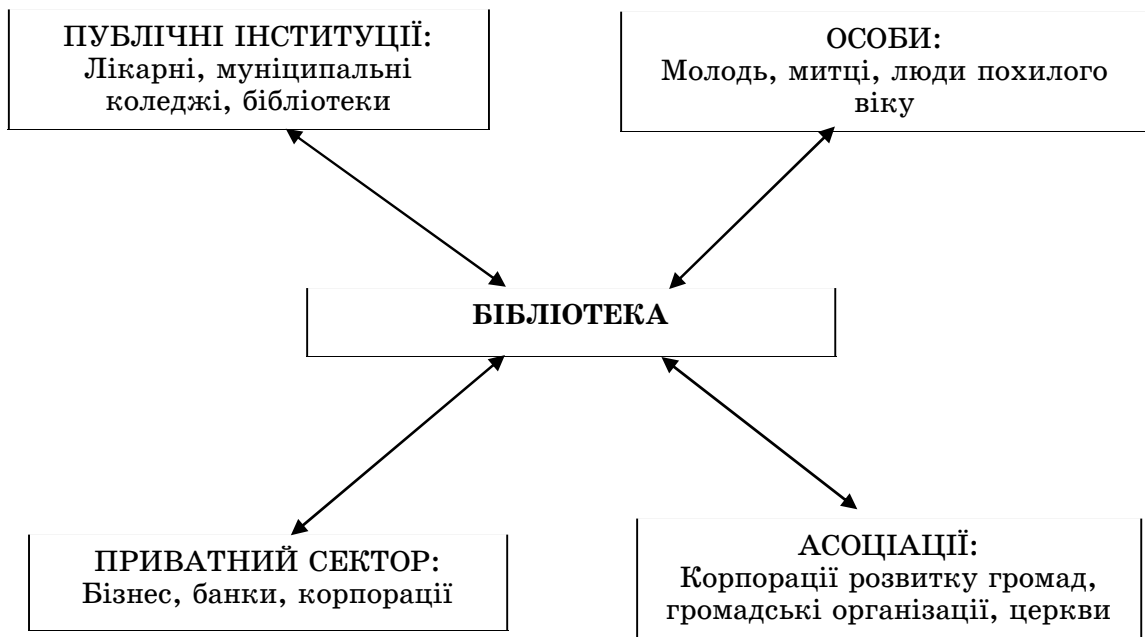 ПУБЛІЧНІ ІНСТИТУЦІЇ:
Лікарні, муніципальні
коледжі, бібліотеки
ОСОБИ:
Молодь, митці, люди похилого
віку
БІБЛІОТЕКА
ПРИВАТНИЙ СЕКТОР:
Бізнес, банки, корпорації
АСОЦІАЦІЇ:
Корпорації розвитку громад,
громадські організації, церкви